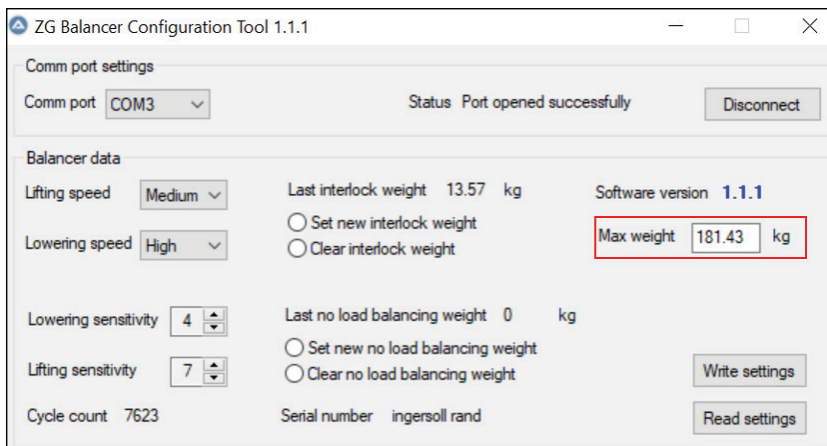 ZG Balancer Configuration Tool 1.1.1
Comm port settings
Comm port COM3 Status Port opened successfully Disconnect
Balancer data
Lifting speed Medium Last interlock weight 13.57 kg Software version 1.1.1
Set new interlock weight
Lowering speed High Clear interlock weight Max weight 181.43 kg
Lowering sensitivity 4 Last no load balancing weight 0 kg
Set new no load balancing weight
Lifting sensitivity 7 Clear no load balancing weight Write settings
Cycle count 7623 Serial number ingersoll rand Read settings